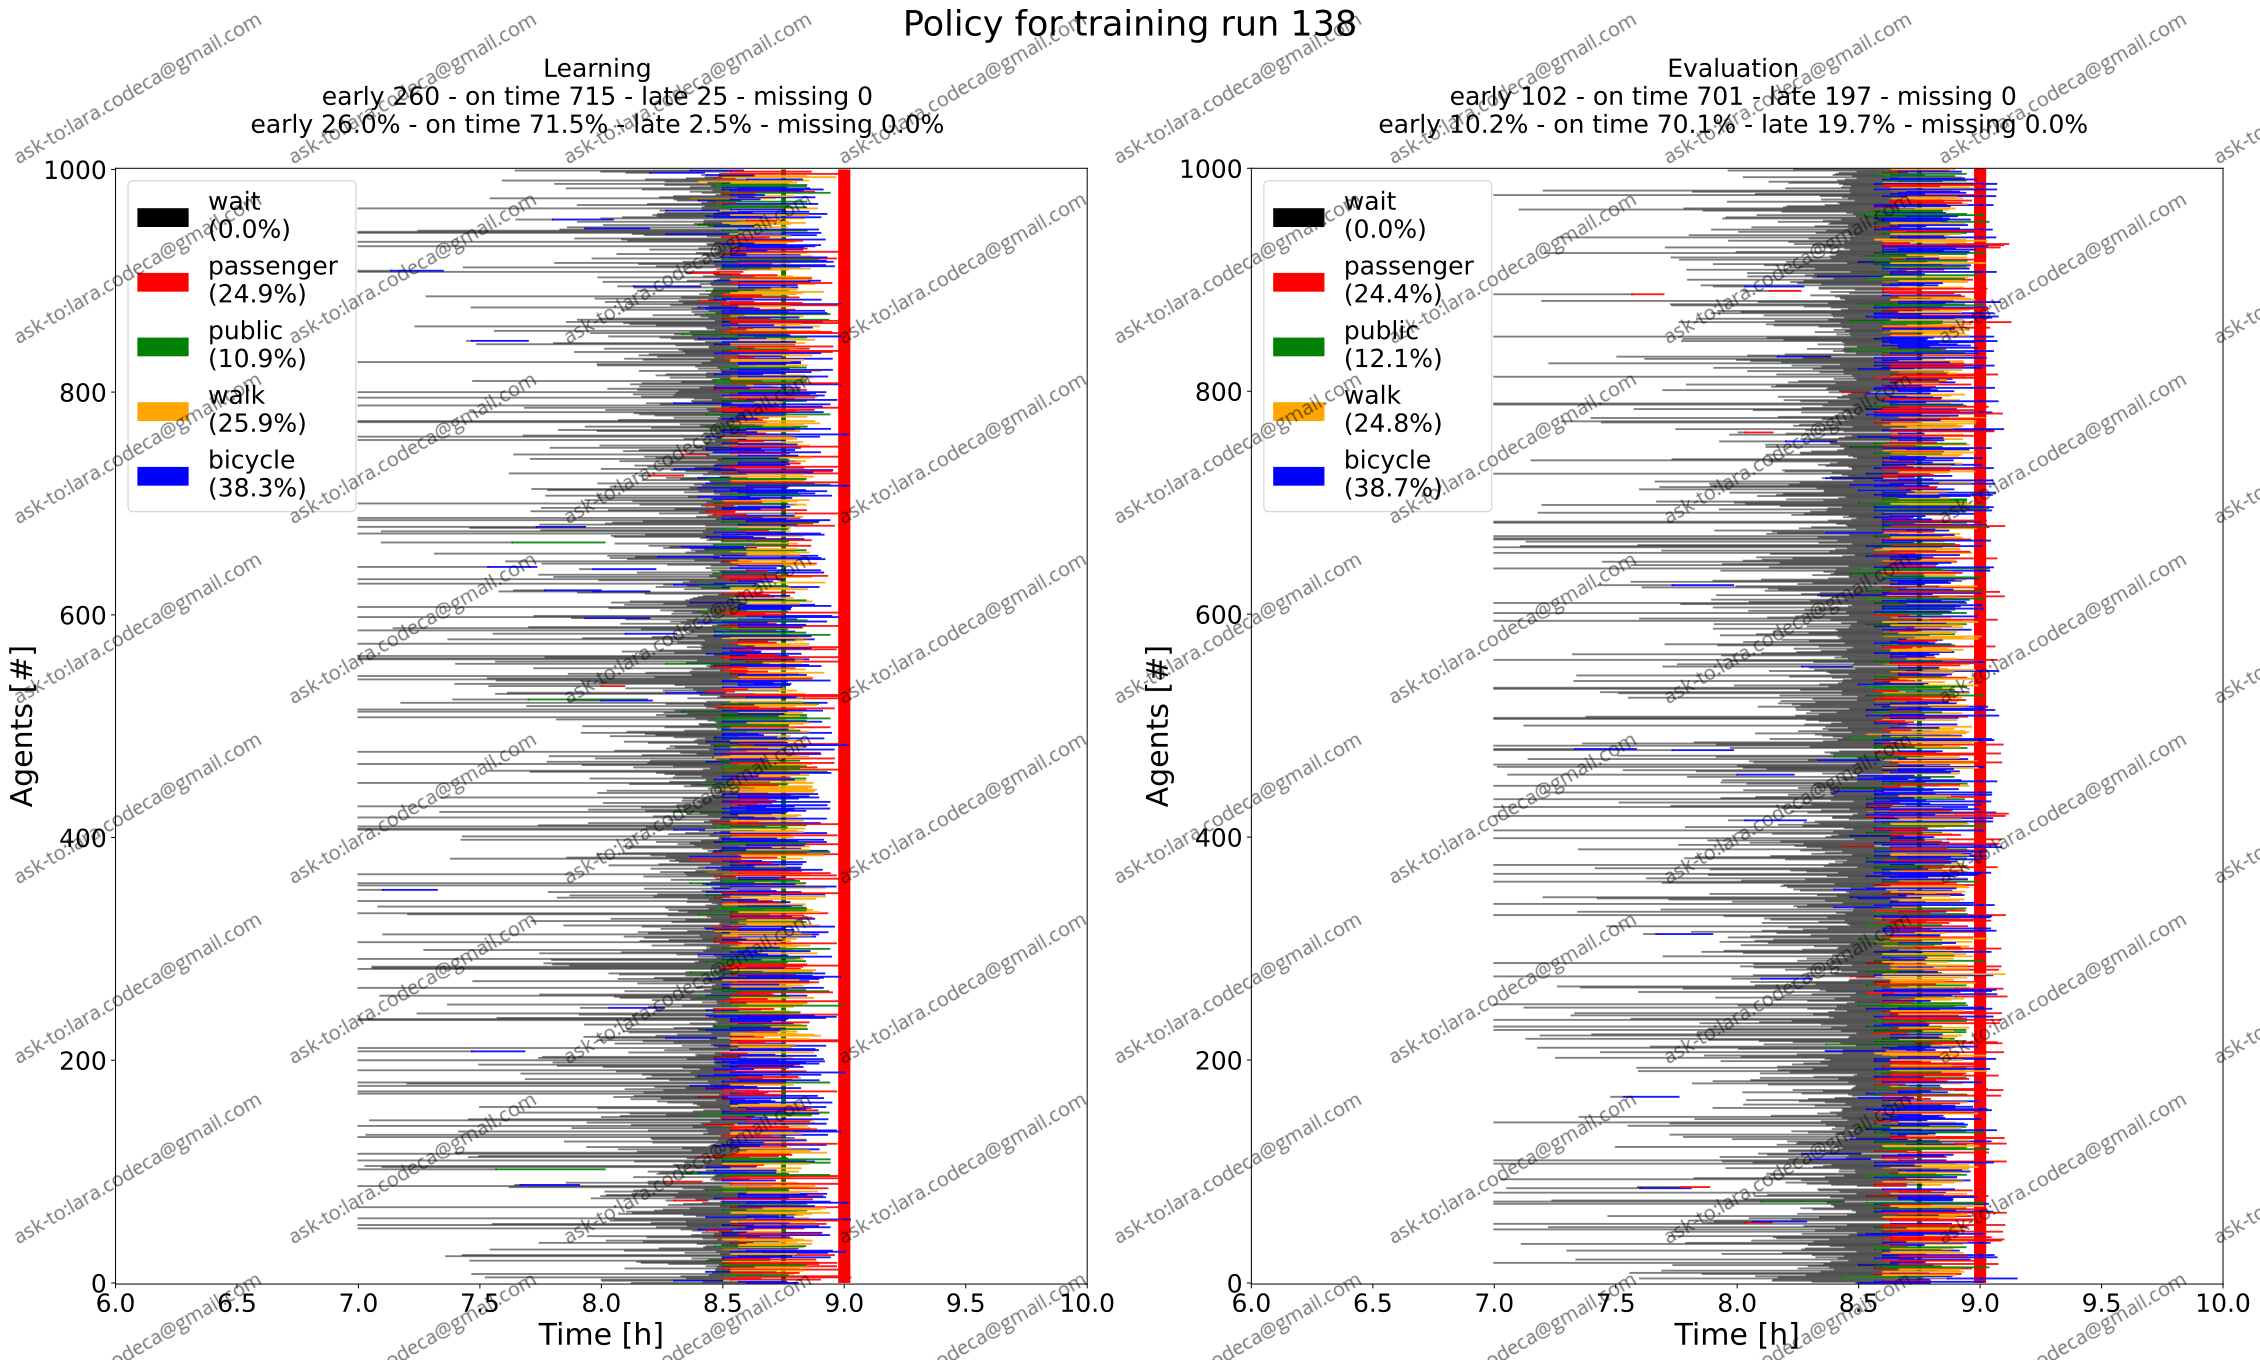 Policy for training run 138
Learning
early 260 - on time 715 - late 25 - missing 0
early 26.0% - on time 71.5% - late 2.5% - missing 0.0%
Agents [#]
1000
800
600
400
200
0
wait
(0.0%)
passenger
(24.9%)
public
(10.9%)
walk
(25.9%)
bicycle
(38.3%)
6.0 6.5 7.0 7.5 8.0 8.5 9.0 9.5 10.0
Time [h]
Evaluation
early 102 - on time 701 - late 197 - missing 0
early 10.2% - on time 70.1% - late 19.7% - missing 0.0%
Agents [#]
1000
800
600
400
200
0
wait
(0.0%)
passenger
(24.4%)
public
(12.1%)
walk
(24.8%)
bicycle
(38.7%)
6.0 6.5 7.0 7.5 8.0 8.5 9.0 9.5 10.0
Time [h]
ask-to:lara.codeca@gmail.com